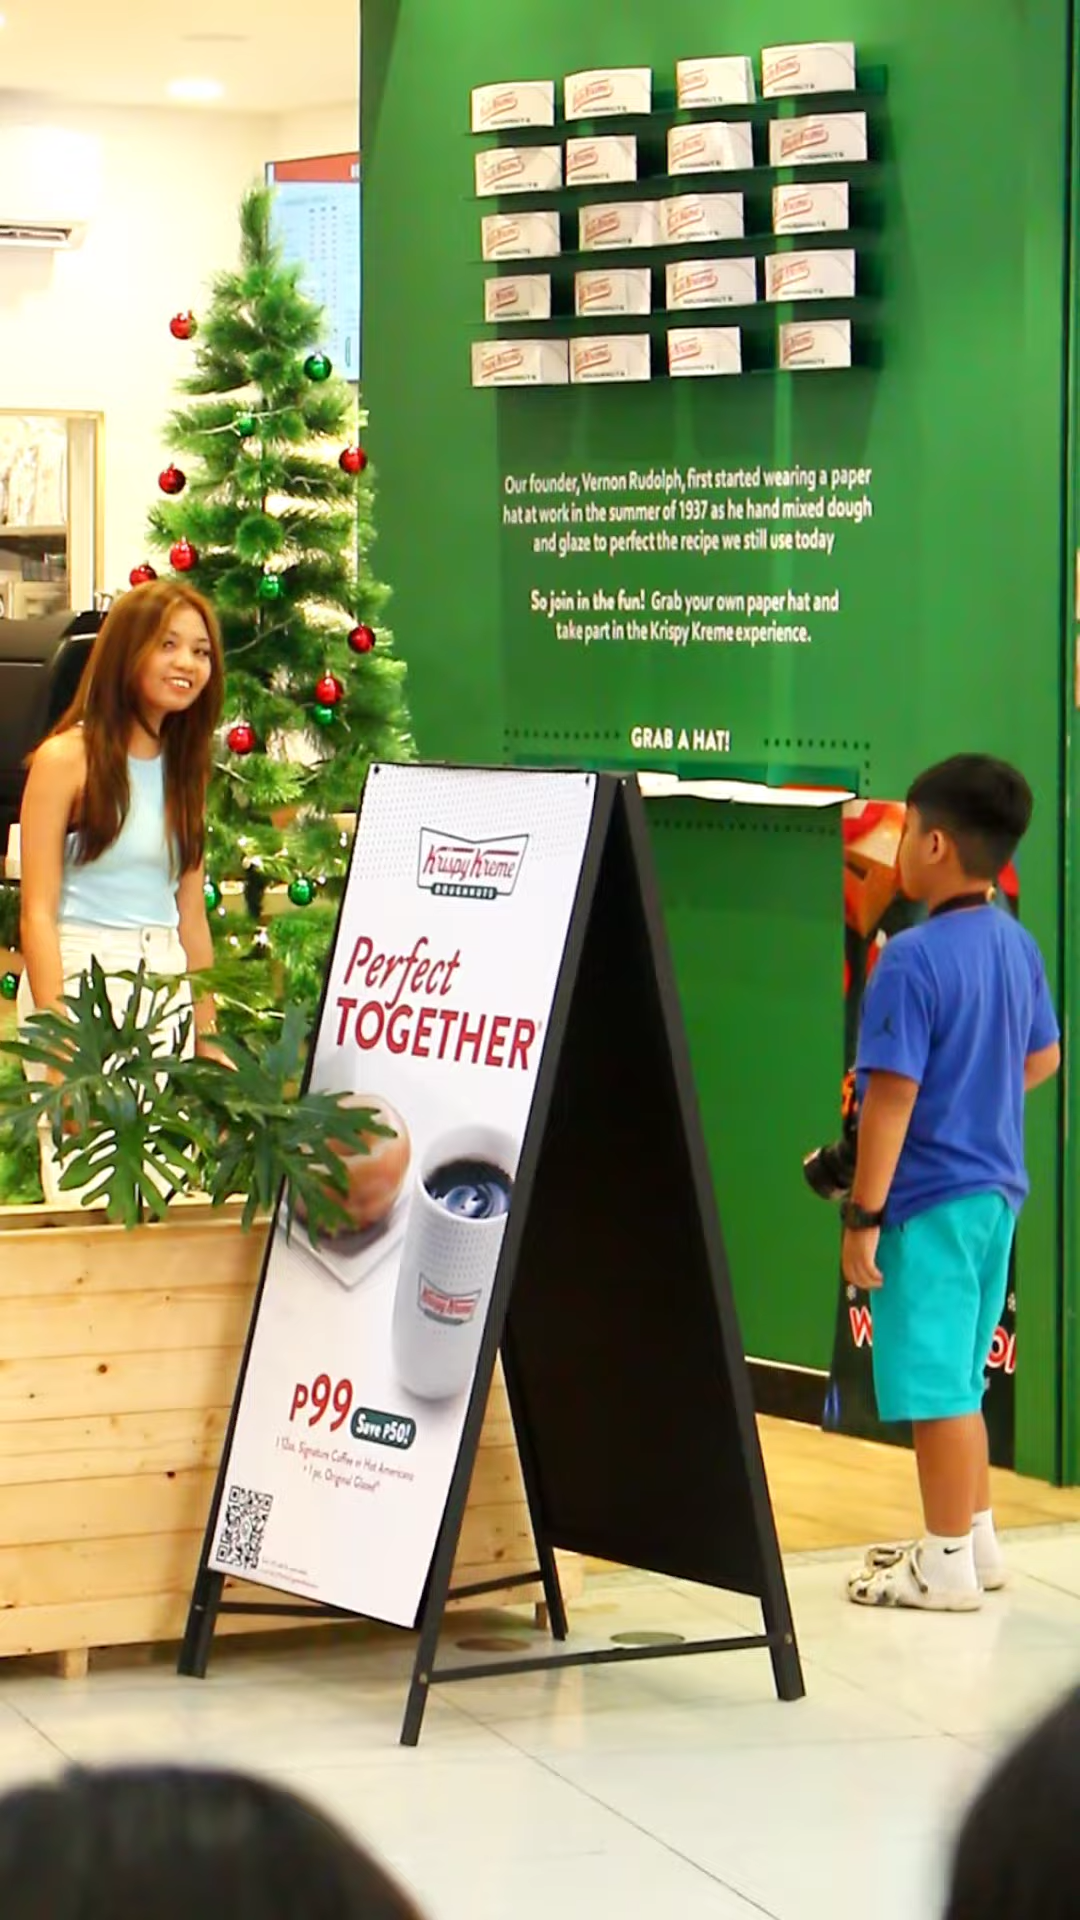 Our founder, Vernon Rudolph, first started wearing a paper
hat at work in the summer of 1937 as he hand mixed dough
and glaze to perfect the recipe we still use today
So join in the fun! Grab your own paper hat and
take part in the Krispy Kreme experience.
GRAB A HAT!
Krispy Kreme
DOUGHNUTS
Perfect
TOGETHER®
Krispy Kreme
₱99 Save ₱50!
1 12oz. Signature Coffee or Hot Americano
+ 1 pc. Original Glazed®